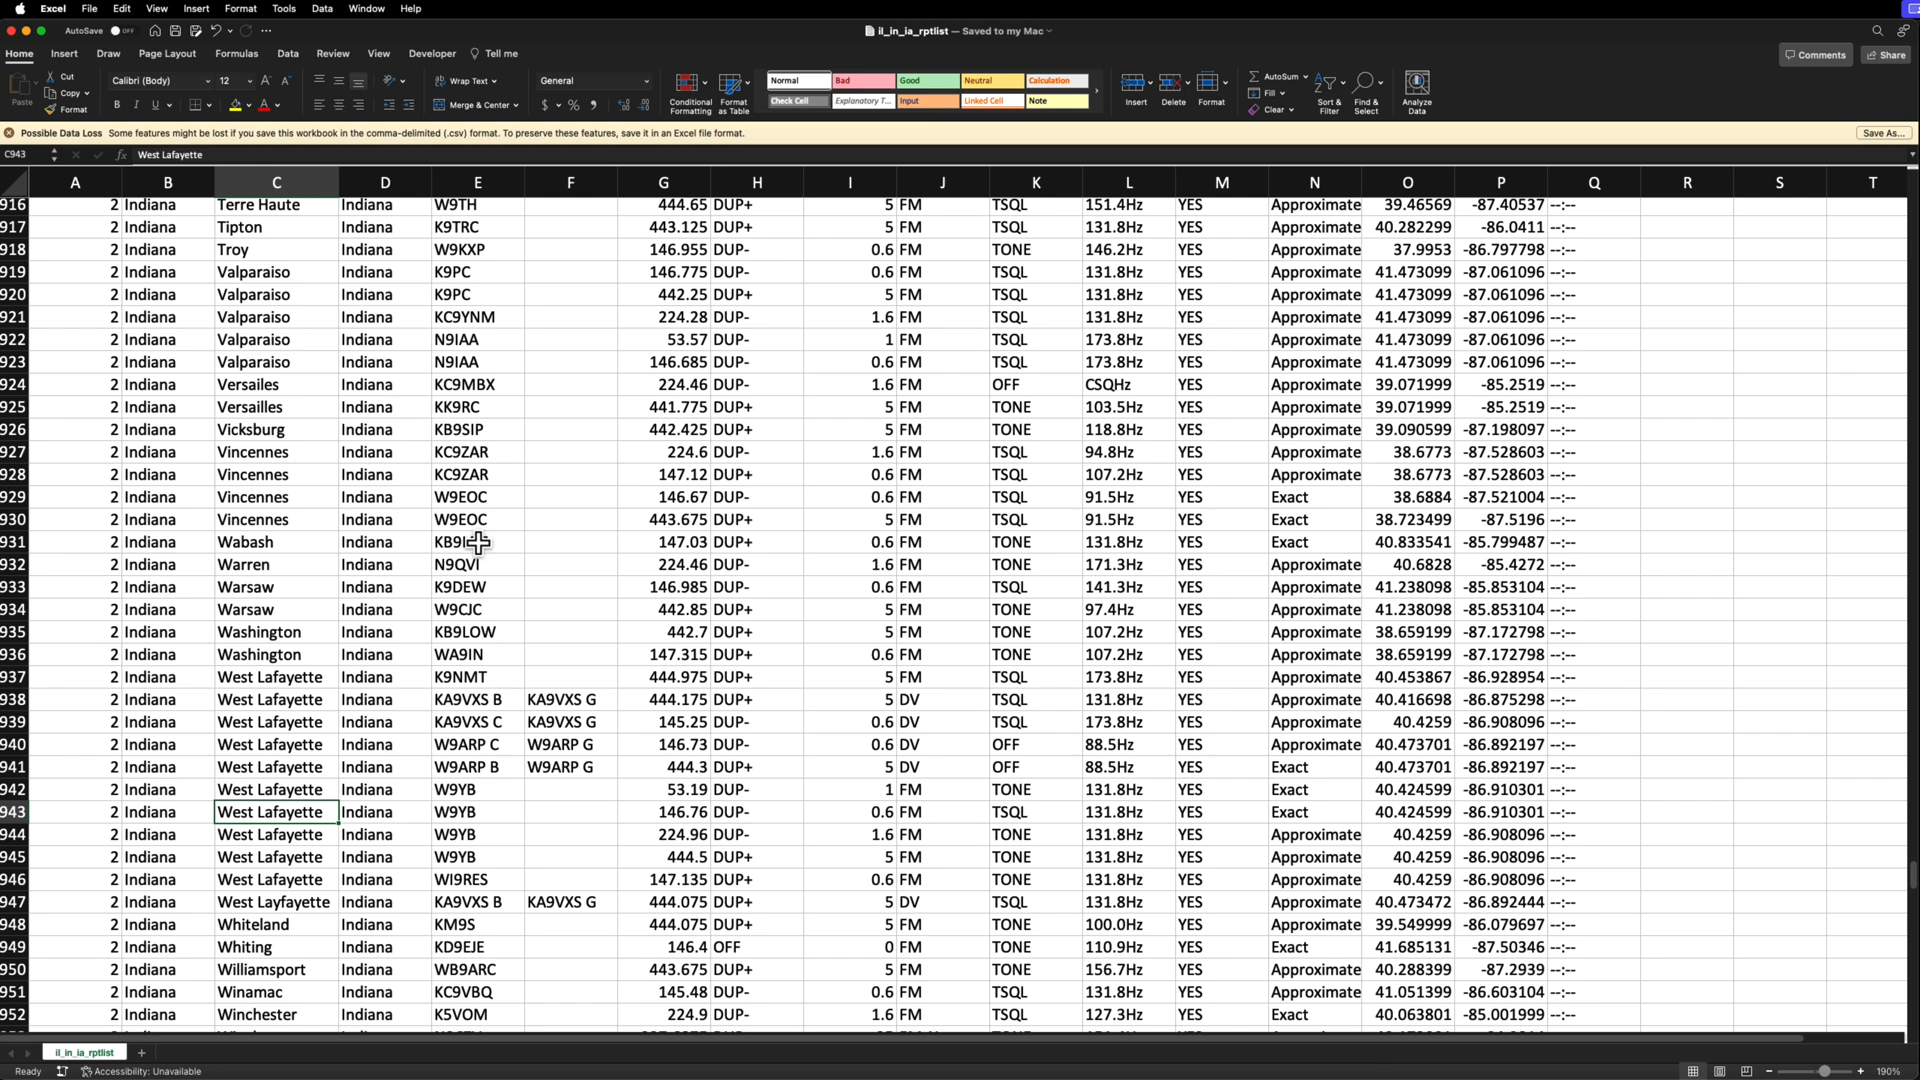 Excel File Edit View Insert Format Tools Data Window Help
AutoSave OFF il_in_ia_rptlist — Saved to my Mac
Home Insert Draw Page Layout Formulas Data Review View Developer Tell me Comments Share
Paste Cut Copy Format Calibri (Body) 12 Wrap Text Merge & Center General Conditional Formatting Format as Table Normal Bad Good Neutral Calculation Check Cell Explanatory T... Input Linked Cell Note Insert Delete Format AutoSum Fill Clear Sort & Filter Find & Select Analyze Data
Possible Data Loss Some features might be lost if you save this workbook in the comma-delimited (.csv) format. To preserve these features, save it in an Excel file format. Save As...
C943 fx West Lafayette
A B C D E F G H I J K L M N O P Q R S T
916 2 Indiana Terre Haute Indiana W9TH 444.65 DUP+ 5 FM TSQL 151.4Hz YES Approximate 39.46569 -87.40537 --:--
917 2 Indiana Tipton Indiana K9TRC 443.125 DUP+ 5 FM TSQL 131.8Hz YES Approximate 40.282299 -86.0411 --:--
918 2 Indiana Troy Indiana W9KXP 146.955 DUP- 0.6 FM TONE 146.2Hz YES Approximate 37.9953 -86.797798 --:--
919 2 Indiana Valparaiso Indiana K9PC 146.775 DUP- 0.6 FM TSQL 131.8Hz YES Approximate 41.473099 -87.061096 --:--
920 2 Indiana Valparaiso Indiana K9PC 442.25 DUP+ 5 FM TSQL 131.8Hz YES Approximate 41.473099 -87.061096 --:--
921 2 Indiana Valparaiso Indiana KC9YNM 224.28 DUP- 1.6 FM TSQL 131.8Hz YES Approximate 41.473099 -87.061096 --:--
922 2 Indiana Valparaiso Indiana N9IAA 53.57 DUP- 1 FM TSQL 173.8Hz YES Approximate 41.473099 -87.061096 --:--
923 2 Indiana Valparaiso Indiana N9IAA 146.685 DUP- 0.6 FM TSQL 173.8Hz YES Approximate 41.473099 -87.061096 --:--
924 2 Indiana Versailes Indiana KC9MBX 224.46 DUP- 1.6 FM OFF CSQHz YES Approximate 39.071999 -85.2519 --:--
925 2 Indiana Versailles Indiana KK9RC 441.775 DUP+ 5 FM TONE 103.5Hz YES Approximate 39.071999 -85.2519 --:--
926 2 Indiana Vicksburg Indiana KB9SIP 442.425 DUP+ 5 FM TONE 118.8Hz YES Approximate 39.090599 -87.198097 --:--
927 2 Indiana Vincennes Indiana KC9ZAR 224.6 DUP- 1.6 FM TSQL 94.8Hz YES Approximate 38.6773 -87.528603 --:--
928 2 Indiana Vincennes Indiana KC9ZAR 147.12 DUP+ 0.6 FM TSQL 107.2Hz YES Approximate 38.6773 -87.528603 --:--
929 2 Indiana Vincennes Indiana W9EOC 146.67 DUP- 0.6 FM TSQL 91.5Hz YES Exact 38.6884 -87.521004 --:--
930 2 Indiana Vincennes Indiana W9EOC 443.675 DUP+ 5 FM TSQL 91.5Hz YES Exact 38.723499 -87.5196 --:--
931 2 Indiana Wabash Indiana 147.03 DUP+ 0.6 FM TONE 131.8Hz YES Exact 40.833541 -85.799487 --:--
932 2 Indiana Warren Indiana N9QVI 224.46 DUP- 1.6 FM TONE 171.3Hz YES Approximate 40.6828 -85.4272 --:--
933 2 Indiana Warsaw Indiana K9DEW 146.985 DUP- 0.6 FM TSQL 141.3Hz YES Approximate 41.238098 -85.853104 --:--
934 2 Indiana Warsaw Indiana W9CJC 442.85 DUP+ 5 FM TONE 97.4Hz YES Approximate 41.238098 -85.853104 --:--
935 2 Indiana Washington Indiana KB9LOW 442.7 DUP+ 5 FM TONE 107.2Hz YES Approximate 38.659199 -87.172798 --:--
936 2 Indiana Washington Indiana WA9IN 147.315 DUP+ 0.6 FM TONE 107.2Hz YES Approximate 38.659199 -87.172798 --:--
937 2 Indiana West Lafayette Indiana K9NMT 444.975 DUP+ 5 FM TSQL 173.8Hz YES Approximate 40.453867 -86.928954 --:--
938 2 Indiana West Lafayette Indiana KA9VXS B KA9VXS G 444.175 DUP+ 5 DV TSQL 131.8Hz YES Approximate 40.416698 -86.875298 --:--
939 2 Indiana West Lafayette Indiana KA9VXS C KA9VXS G 145.25 DUP- 0.6 DV TSQL 173.8Hz YES Approximate 40.4259 -86.908096 --:--
940 2 Indiana West Lafayette Indiana W9ARP C W9ARP G 146.73 DUP- 0.6 DV OFF 88.5Hz YES Approximate 40.473701 -86.892197 --:--
941 2 Indiana West Lafayette Indiana W9ARP B W9ARP G 444.3 DUP+ 5 DV OFF 88.5Hz YES Exact 40.473701 -86.892197 --:--
942 2 Indiana West Lafayette Indiana W9YB 53.19 DUP- 1 FM TONE 131.8Hz YES Exact 40.424599 -86.910301 --:--
943 2 Indiana West Lafayette Indiana W9YB 146.76 DUP- 0.6 FM TSQL 131.8Hz YES Exact 40.424599 -86.910301 --:--
944 2 Indiana West Lafayette Indiana W9YB 224.96 DUP- 1.6 FM TONE 131.8Hz YES Approximate 40.4259 -86.908096 --:--
945 2 Indiana West Lafayette Indiana W9YB 444.5 DUP+ 5 FM TONE 131.8Hz YES Approximate 40.4259 -86.908096 --:--
946 2 Indiana West Lafayette Indiana WI9RES 147.135 DUP+ 0.6 FM TONE 131.8Hz YES Approximate 40.4259 -86.908096 --:--
947 2 Indiana West Layfayette Indiana KA9VXS B KA9VXS G 444.075 DUP+ 5 DV TSQL 131.8Hz YES Approximate 40.473472 -86.892444 --:--
948 2 Indiana Whiteland Indiana KM9S 444.075 DUP+ 5 FM TONE 100.0Hz YES Approximate 39.549999 -86.079697 --:--
949 2 Indiana Whiting Indiana KD9EJE 146.4 OFF 0 FM TONE 110.9Hz YES Exact 41.685131 -87.50346 --:--
950 2 Indiana Williamsport Indiana WB9ARC 443.675 DUP+ 5 FM TONE 156.7Hz YES Approximate 40.288399 -87.2939 --:--
951 2 Indiana Winamac Indiana KC9VBQ 145.48 DUP- 0.6 FM TSQL 131.8Hz YES Approximate 41.051399 -86.603104 --:--
952 2 Indiana Winchester Indiana K5VOM 224.9 DUP- 1.6 FM TSQL 127.3Hz YES Exact 40.063801 -85.001999 --:--
il_in_ia_rptlist
Ready Accessibility: Unavailable 190%